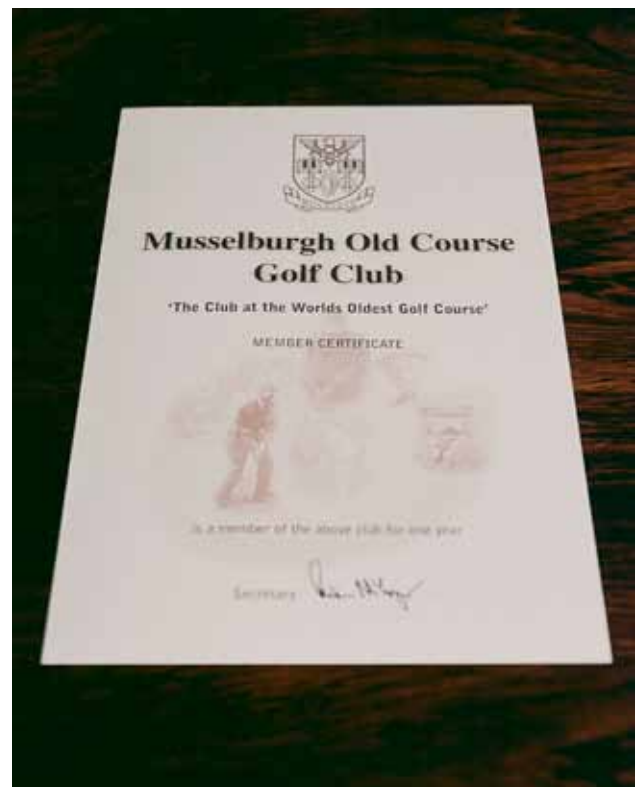 Musselburgh Old Course
Golf Club
'The Club at the Worlds Oldest Golf Course'
MEMBER CERTIFICATE
is a member of the above club for one year
Secretary